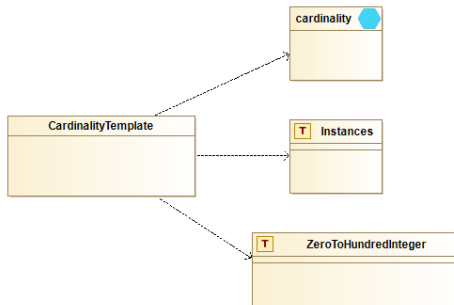 cardinality
CardinalityTemplate
T Instances
T ZeroToHundredInteger